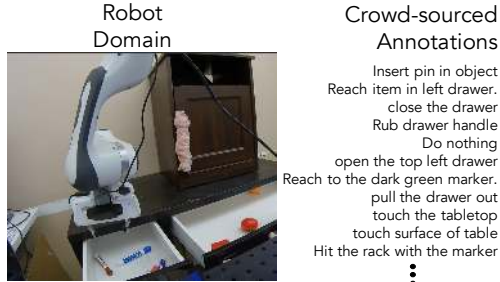 Robot
Domain
Crowd-sourced
Annotations
Insert pin in object
Reach item in left drawer.
close the drawer
Rub drawer handle
Do nothing
open the top left drawer
Reach to the dark green marker.
pull the drawer out
touch the tabletop
touch surface of table
Hit the rack with the marker